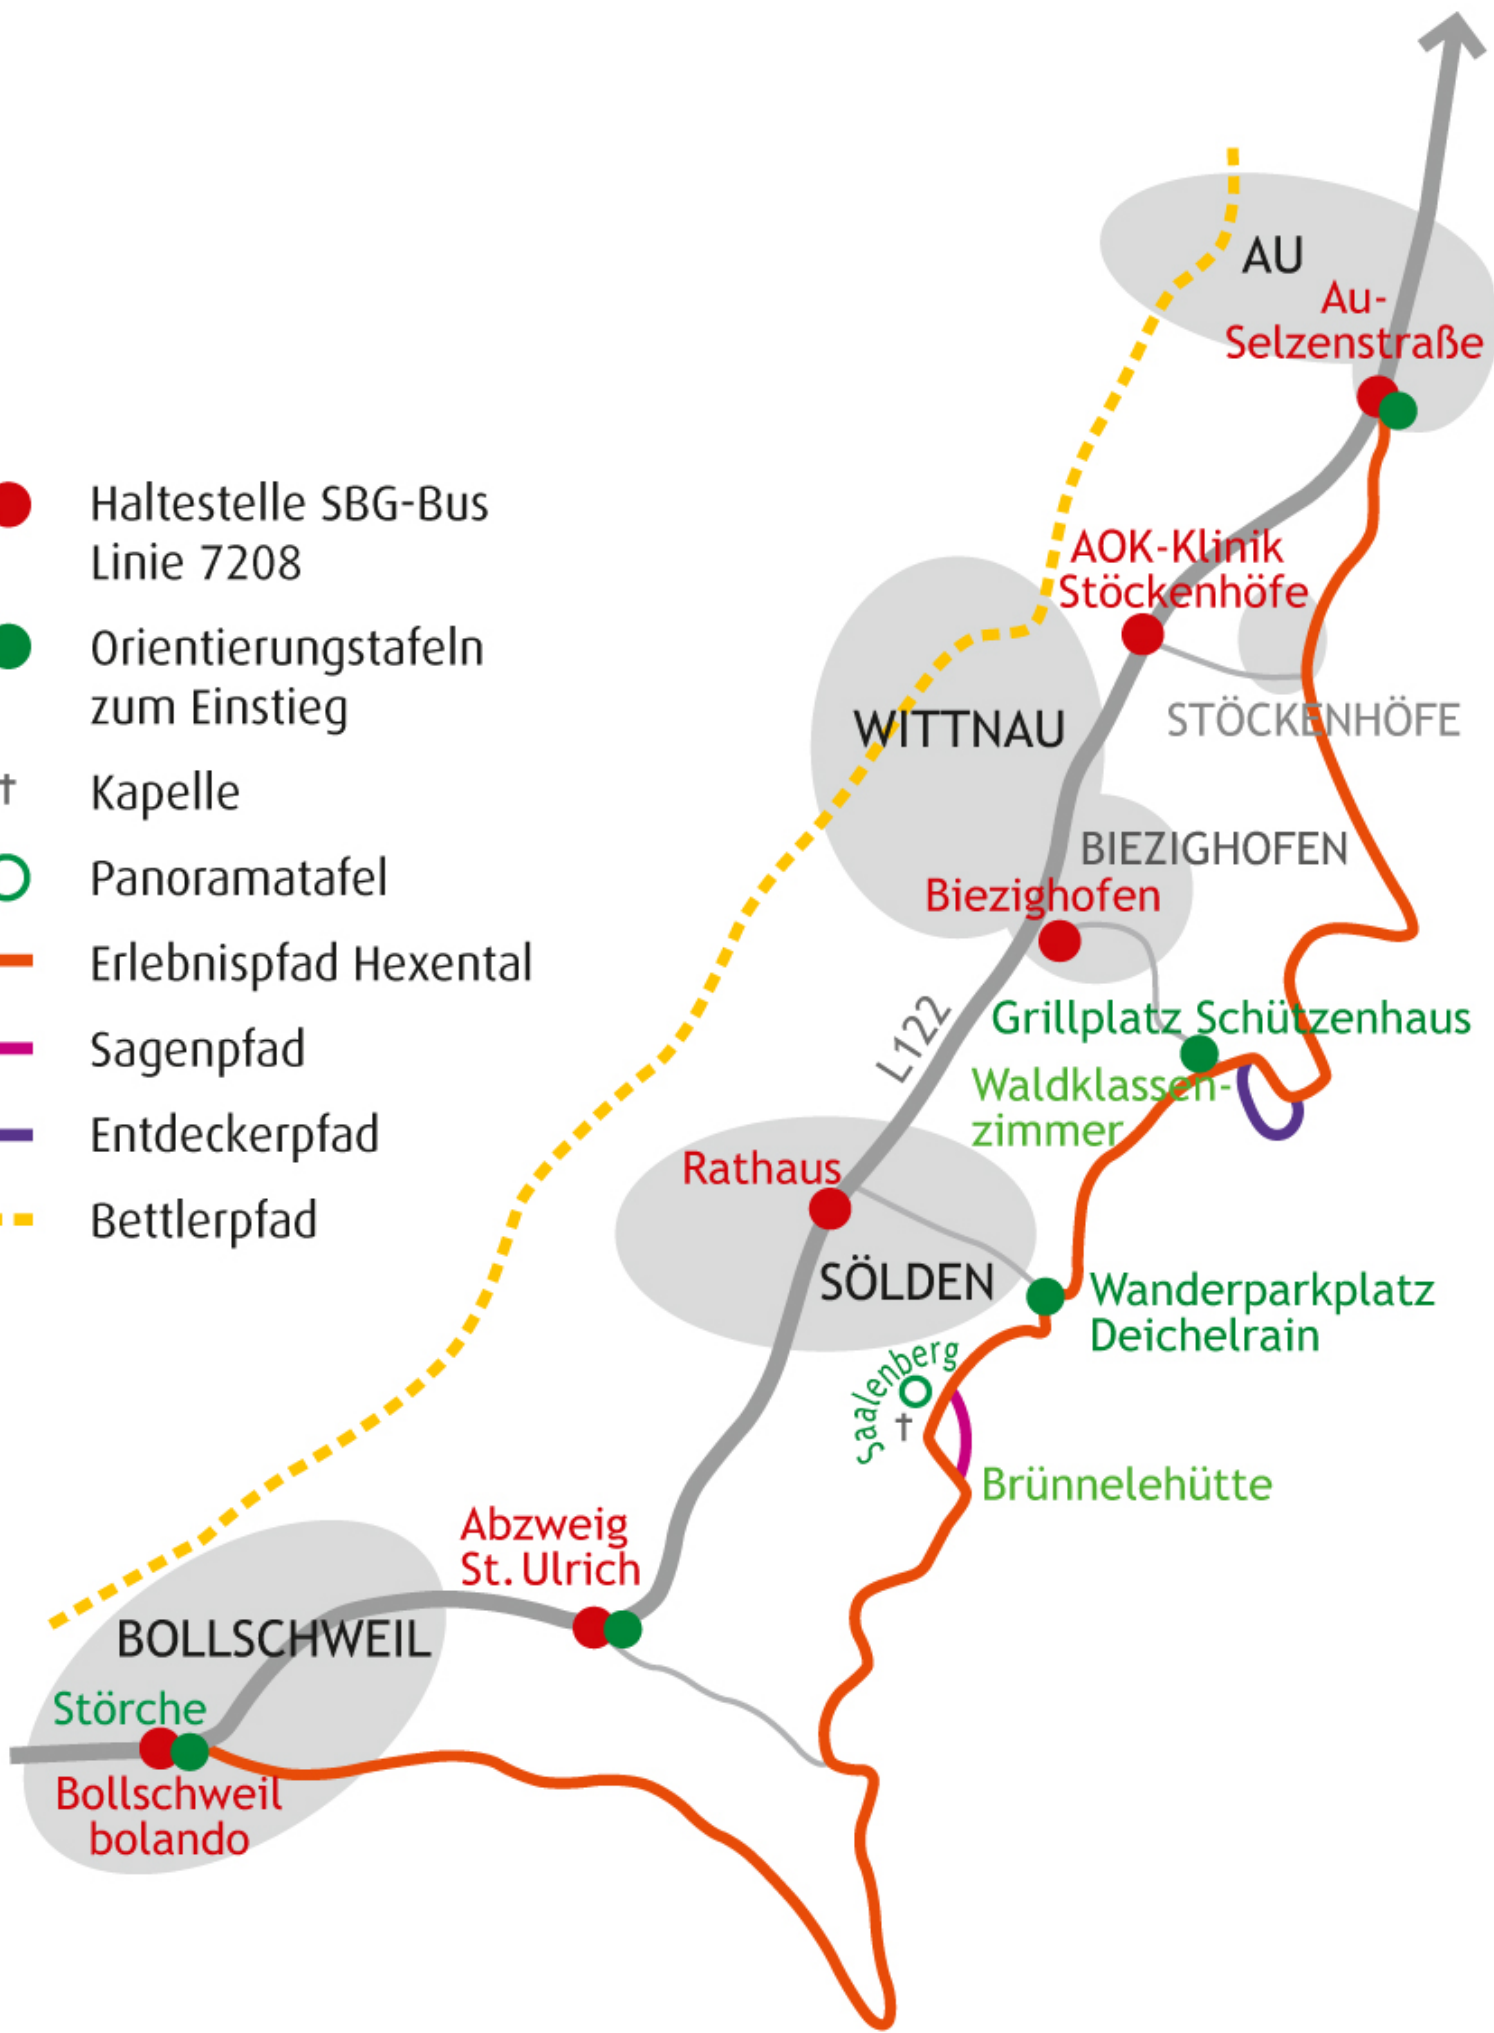 AU
Au-
Selzenstraße
Haltestelle SBG-Bus
Linie 7208
Orientierungstafeln
zum Einstieg
Kapelle
Panoramatafel
Erlebnispfad Hexental
Sagenpfad
Entdeckerpfad
Bettlerpfad
AOK-Klinik
Stöckenhöfe
STÖCKENHÖFE
WITTNAU
BIEZIGHOFEN
Biezighofen
L122
Grillplatz Schützenhaus
Waldklassen-
zimmer
Rathaus
SÖLDEN
Wanderparkplatz
Deichelrain
Saalenberg
Brünnelehütte
Abzweig
St. Ulrich
BOLLSCHWEIL
Störche
Bollschweil
bolando